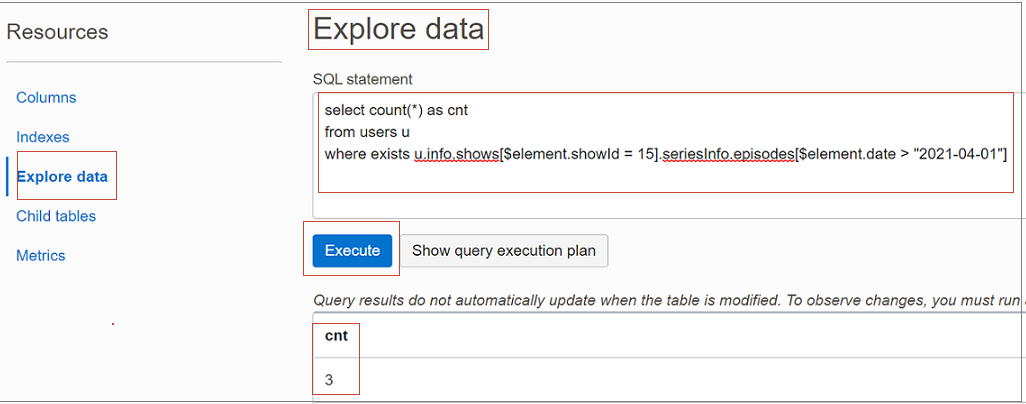 Resources
Columns
Indexes
Explore data
Child tables
Metrics
Explore data
SQL statement
select count(*) as cnt
from users u
where exists u.info.shows[$element.showId = 15].seriesInfo.episodes[$element.date > "2021-04-01"]
Execute
Show query execution plan
Query results do not automatically update when the table is modified. To observe changes, you must run
cnt
3